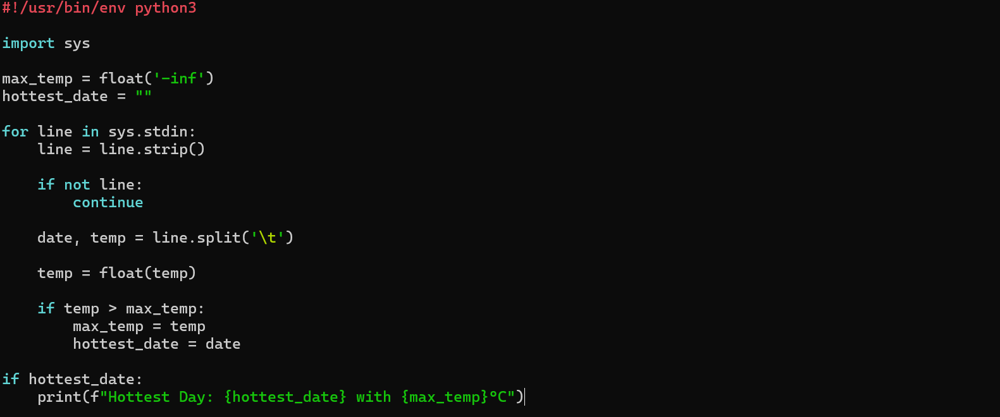 #!/usr/bin/env python3

import sys

max_temp = float('-inf')
hottest_date = ""

for line in sys.stdin:
    line = line.strip()

    if not line:
        continue

    date, temp = line.split('\t')

    temp = float(temp)

    if temp > max_temp:
        max_temp = temp
        hottest_date = date

if hottest_date:
    print(f"Hottest Day: {hottest_date} with {max_temp}°C")